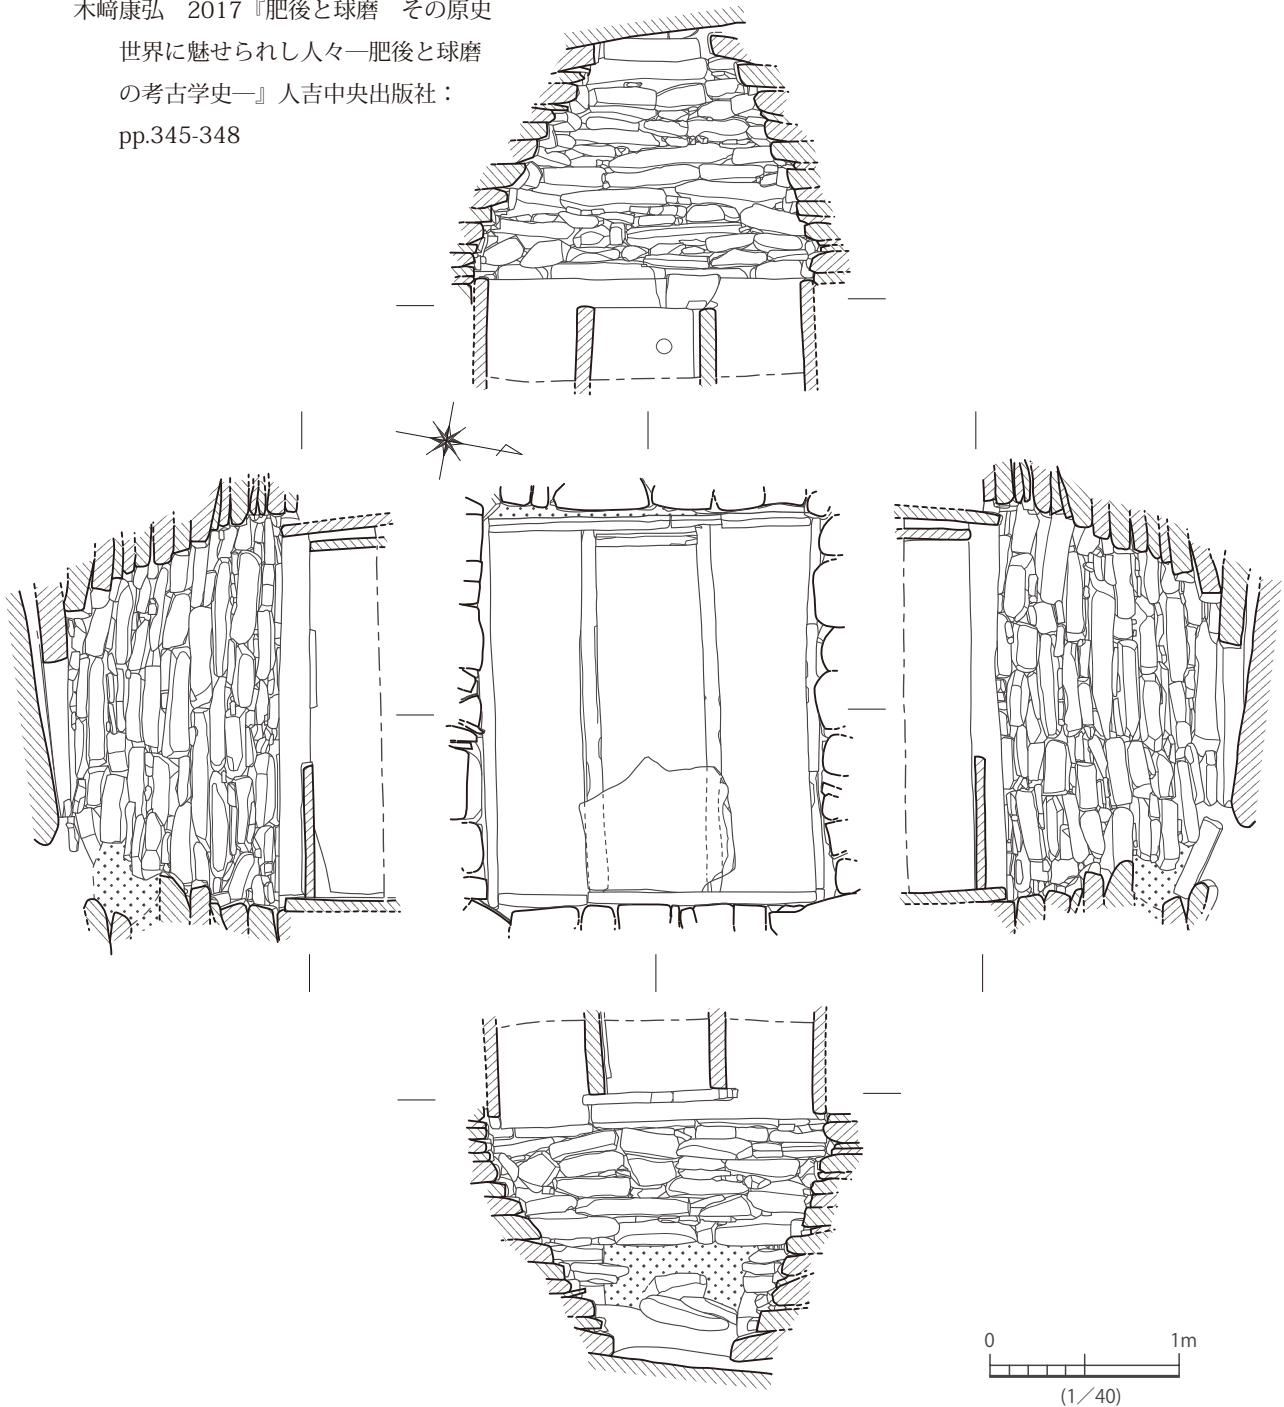 木﨑康弘　2017『肥後と球磨　その原史
世界に魅せられし人々―肥後と球磨
の考古学史―』人吉中央出版社：
pp.345-348
0 1m
(1／40)